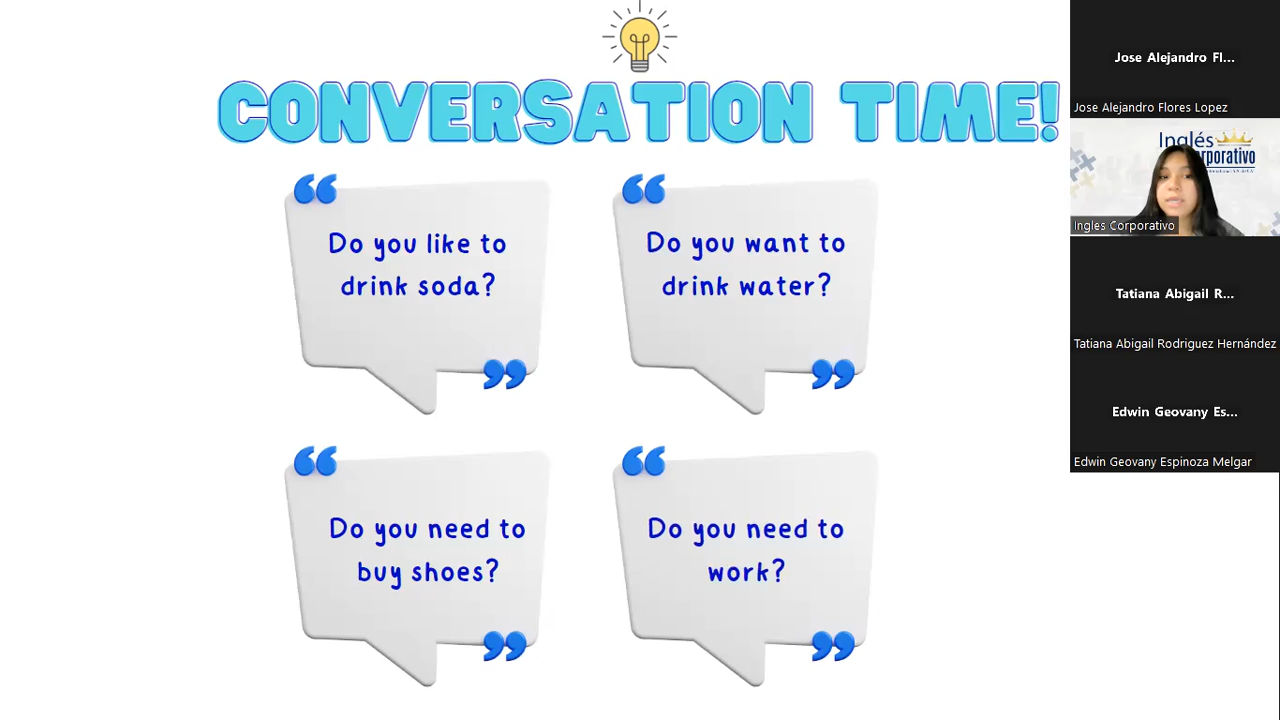 CONVERSATION TIME!
Do you like to
drink soda?
Do you want to
drink water?
Do you need to
buy shoes?
Do you need to
work?
Jose Alejandro Fl...
Jose Alejandro Flores Lopez
Inglés
Ingles Corporativo
Tatiana Abigail R...
Tatiana Abigail Rodriguez Hernández
Edwin Geovany Es...
Edwin Geovany Espinoza Melgar